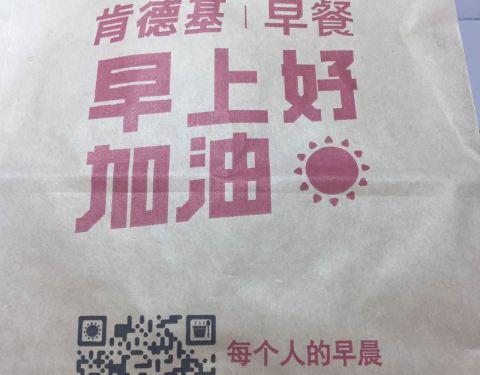 肯德基 | 早餐
早上好
加油
每个人的早晨